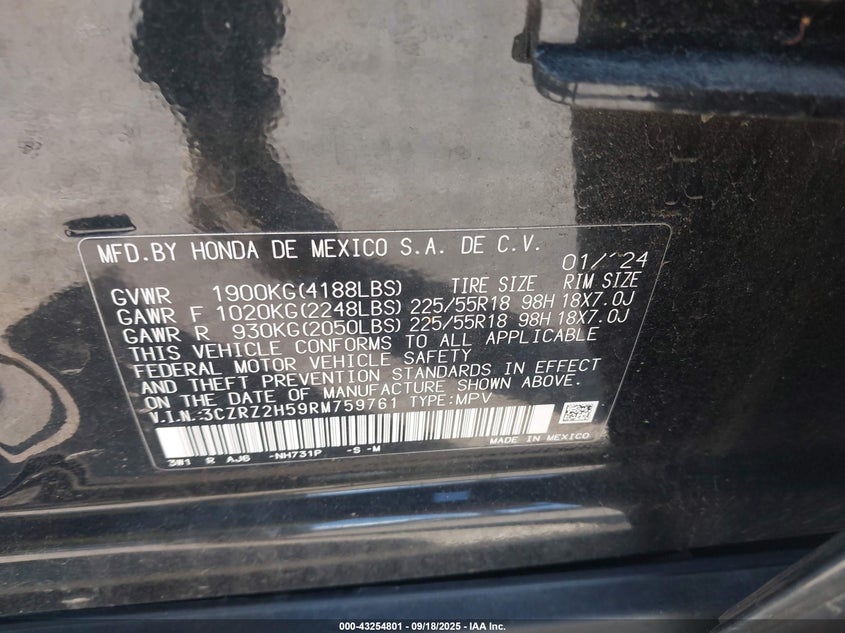 MFD.BY HONDA DE MEXICO S.A. DE C.V.
01/'24
GVWR 1900KG(4188LBS) TIRE SIZE RIM SIZE
GAWR F 1020KG(2248LBS) 225/55R18 98H 18X7.0J
GAWR R 930KG(2050LBS) 225/55R18 98H 18X7.0J
THIS VEHICLE CONFORMS TO ALL APPLICABLE
FEDERAL MOTOR VEHICLE SAFETY
AND THEFT PREVENTION STANDARDS IN EFFECT
ON THE DATE OF MANUFACTURE SHOWN ABOVE.
V.I.N.:3CZRZ2H59RM759761 TYPE:MPV
MADE IN MEXICO
3W1 R AJ6 -NH731P -S -M
000-43254801 - 09/18/2025 - IAA Inc.